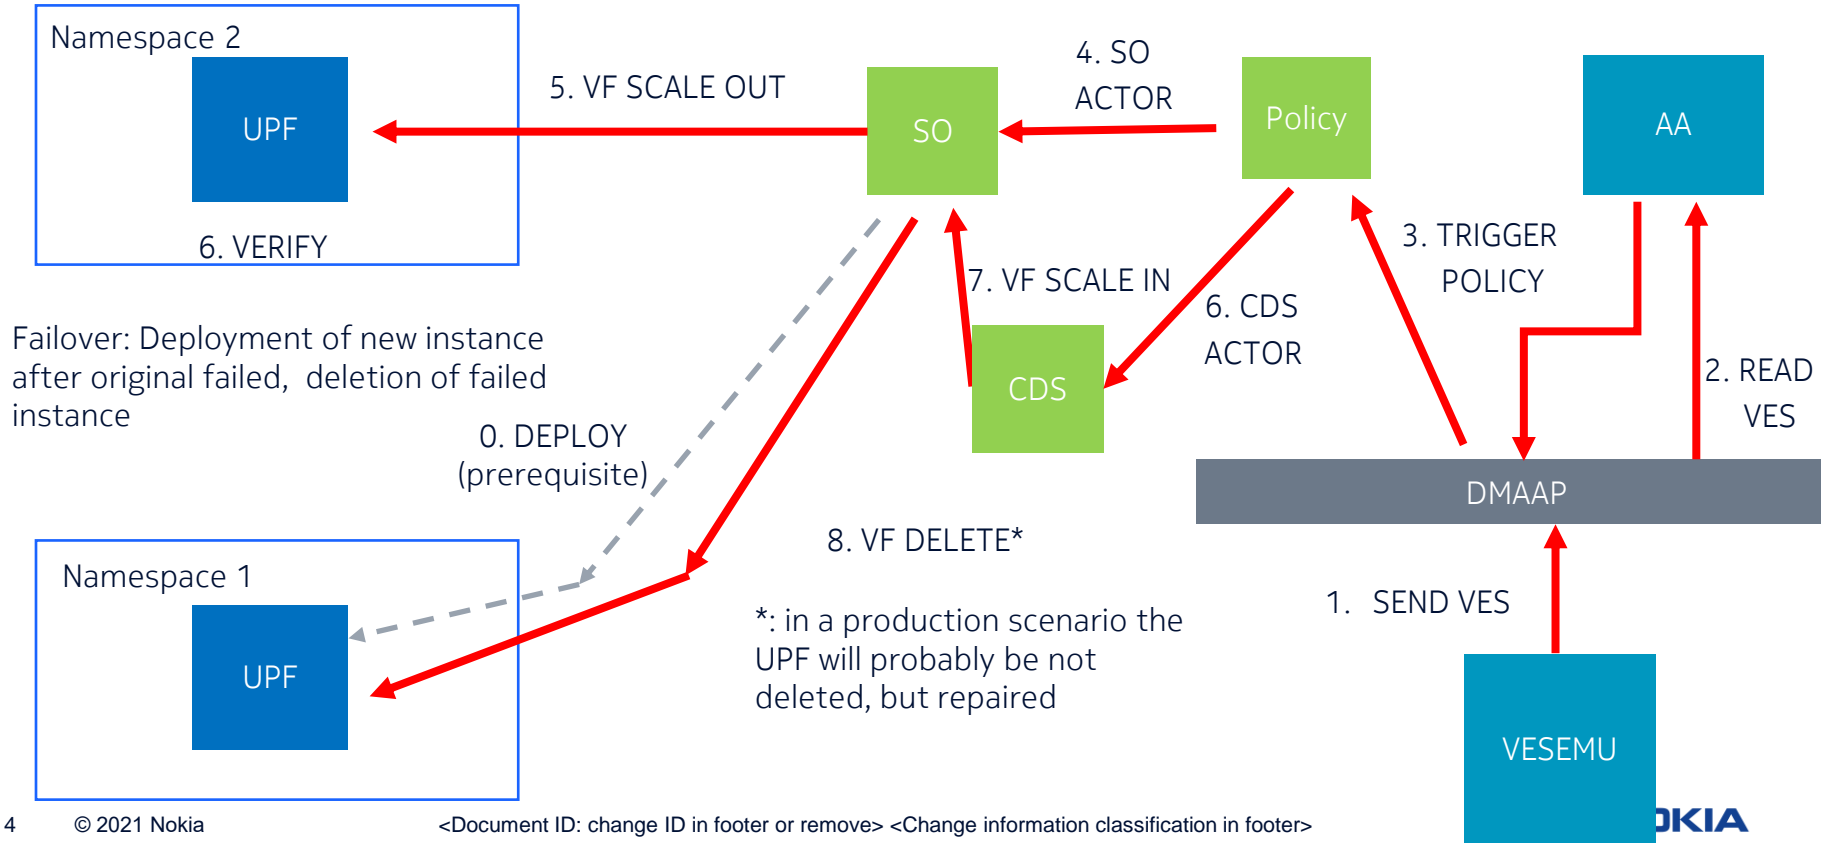 Namespace 2
UPF
6. VERIFY
5. VF SCALE OUT
SO
4. SO
ACTOR
Policy
AA
3. TRIGGER
POLICY
7. VF SCALE IN
6. CDS
ACTOR
CDS
2. READ
VES
Failover: Deployment of new instance
after original failed, deletion of failed
instance
0. DEPLOY
(prerequisite)
DMAAP
8. VF DELETE*
Namespace 1
UPF
*: in a production scenario the
UPF will probably be not
deleted, but repaired
1. SEND VES
VESEMU
4
© 2021 Nokia
<Document ID: change ID in footer or remove> <Change information classification in footer>